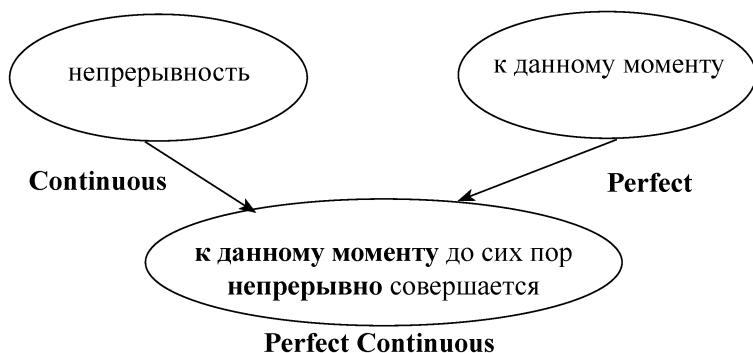 непрерывность
к данному моменту
Continuous
Perfect
к данному моменту до сих пор
непрерывно совершается
Perfect Continuous